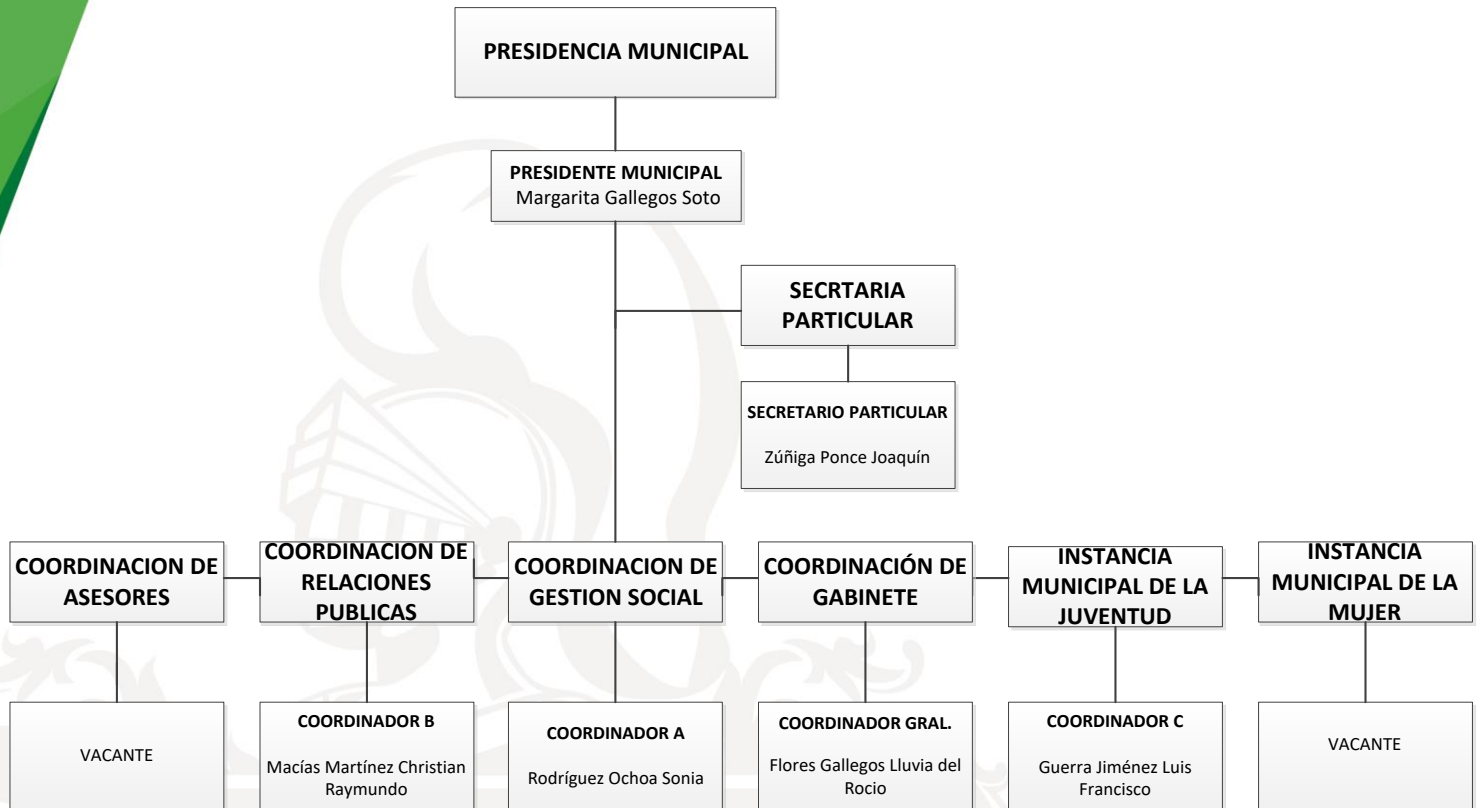 PRESIDENCIA MUNICIPAL
PRESIDENTE MUNICIPAL
Margarita Gallegos Soto
SECRTARIA
PARTICULAR
SECRETARIO PARTICULAR
Zúñiga Ponce Joaquín
COORDINACION DE
ASESORES
COORDINACION DE
RELACIONES
PUBLICAS
COORDINACION DE
GESTION SOCIAL
COORDINACIÓN DE
GABINETE
INSTANCIA
MUNICIPAL DE LA
JUVENTUD
INSTANCIA
MUNICIPAL DE LA
MUJER
VACANTE
COORDINADOR B
Macías Martínez Christian
Raymundo
COORDINADOR A
Rodríguez Ochoa Sonia
COORDINADOR GRAL.
Flores Gallegos Lluvia del
Rocio
COORDINADOR C
Guerra Jiménez Luis
Francisco
VACANTE